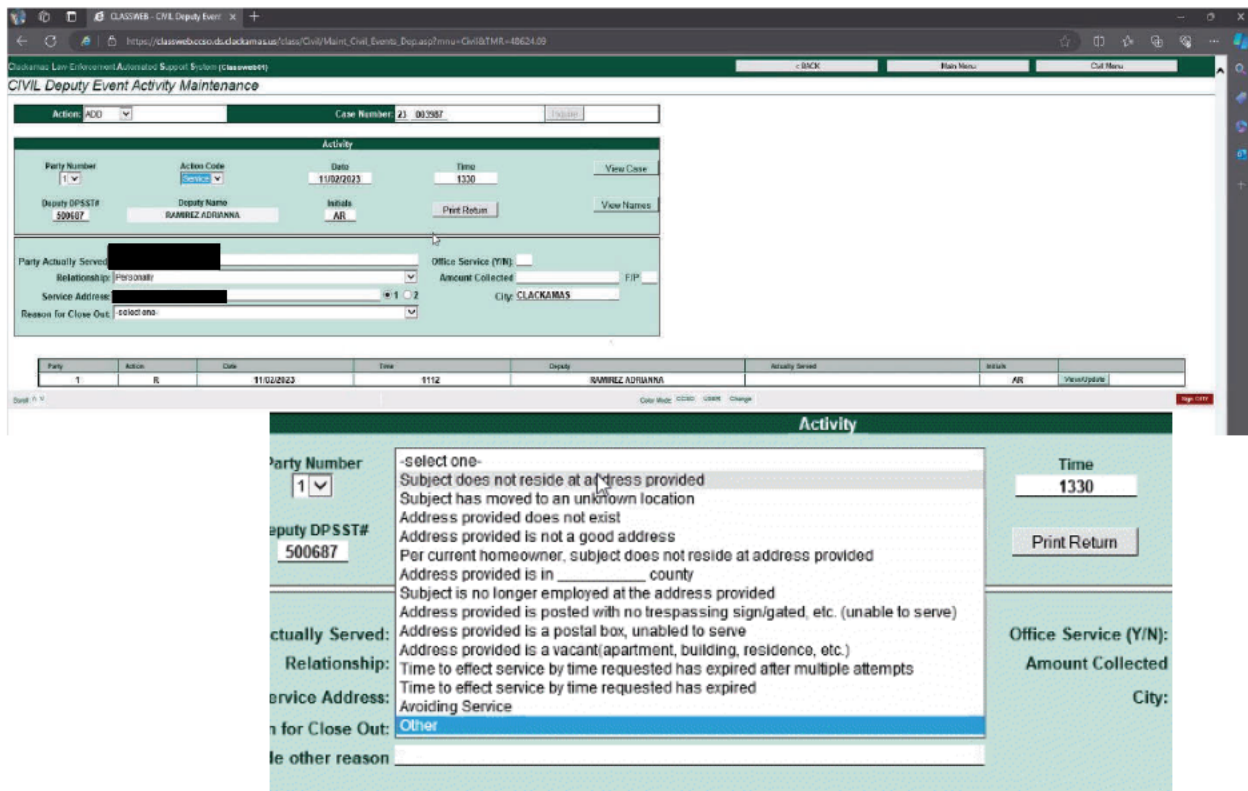 CLASSWEB - CIVIL Deputy Event
https://classweb.ccso.ds.clackamas.us/class/Civil/Maint_Civil_Events_Dep.asp?mnu=Civil&TMR=48624.09
Clackamas Law Enforcement Automated Support System (Classweb01)
< BACK Main Menu Civil Menu
CIVIL Deputy Event Activity Maintenance
Action: ADD Case Number: 23 003987 Inquire
Activity
Party Number Action Code Date Time
1 Service 11/02/2023 1330 View Case
Deputy DPSST# Deputy Name Initials
500687 RAMIREZ ADRIANNA AR Print Return View Names
Party Actually Served Office Service (Y/N):
Relationship: Personally Amount Collected F/P
Service Address: 1 2 City: CLACKAMAS
Reason for Close Out: -select one-
Party Action Date Time Deputy Actually Served Initials
1 R 11/02/2023 1112 RAMIREZ ADRIANNA AR View/Update
Scroll: Color Mode: CCSO USER Change Sign Off
Activity
Party Number -select one- Time
1 Subject does not reside at address provided 1330
Subject has moved to an unknown location
Address provided does not exist
eputy DPSST# Address provided is not a good address
500687 Per current homeowner, subject does not reside at address provided Print Return
Address provided is in __________ county
Subject is no longer employed at the address provided
Address provided is posted with no trespassing sign/gated, etc. (unable to serve)
ctually Served: Address provided is a postal box, unabled to serve Office Service (Y/N):
Address provided is a vacant(apartment, building, residence, etc.)
Relationship: Time to effect service by time requested has expired after multiple attempts Amount Collected
Time to effect service by time requested has expired
ervice Address: Avoiding Service City:
n for Close Out: Other
de other reason